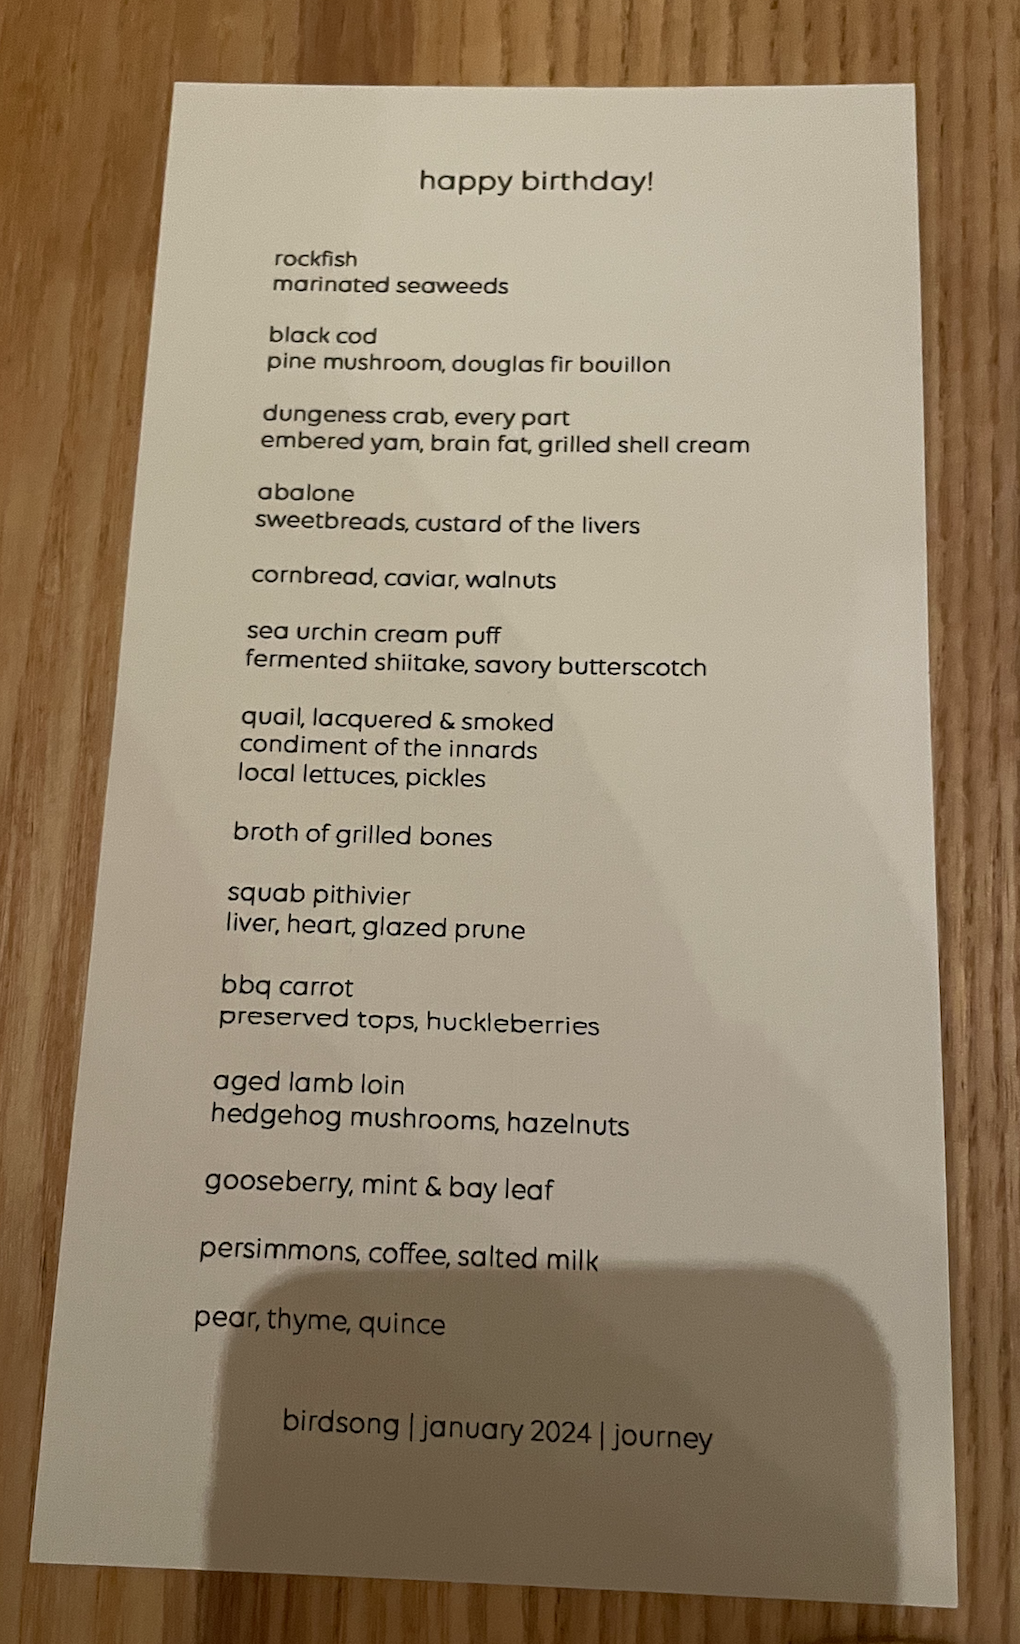 happy birthday!
rockfish
marinated seaweeds
black cod
pine mushroom, douglas fir bouillon
dungeness crab, every part
embered yam, brain fat, grilled shell cream
abalone
sweetbreads, custard of the livers
cornbread, caviar, walnuts
sea urchin cream puff
fermented shiitake, savory butterscotch
quail, lacquered & smoked
condiment of the innards
local lettuces, pickles
broth of grilled bones
squab pithivier
liver, heart, glazed prune
bbq carrot
preserved tops, huckleberries
aged lamb loin
hedgehog mushrooms, hazelnuts
gooseberry, mint & bay leaf
persimmons, coffee, salted milk
pear, thyme, quince
birdsong | january 2024 | journey